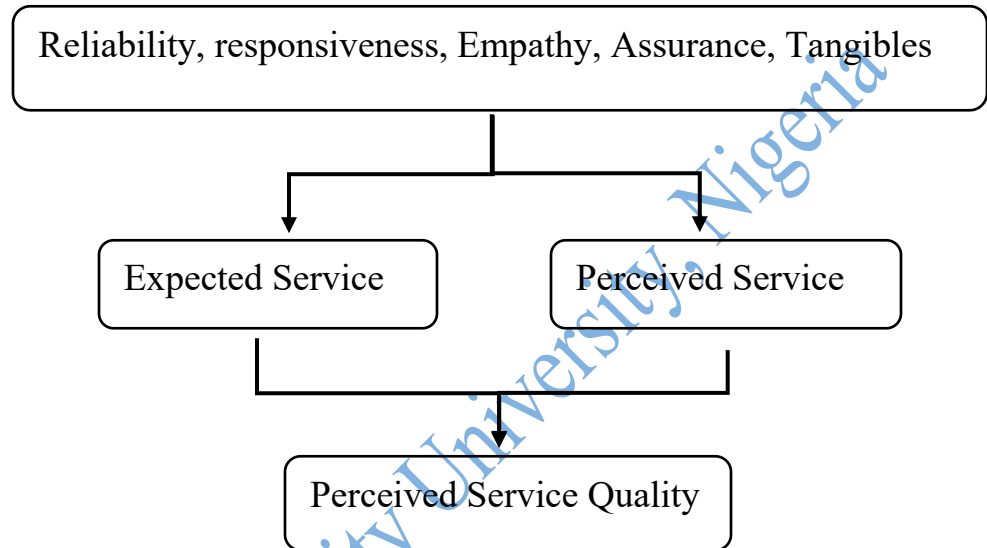 Reliability, responsiveness, Empathy, Assurance, Tangibles
Expected Service
Perceived Service
Perceived Service Quality
University, Nigeria